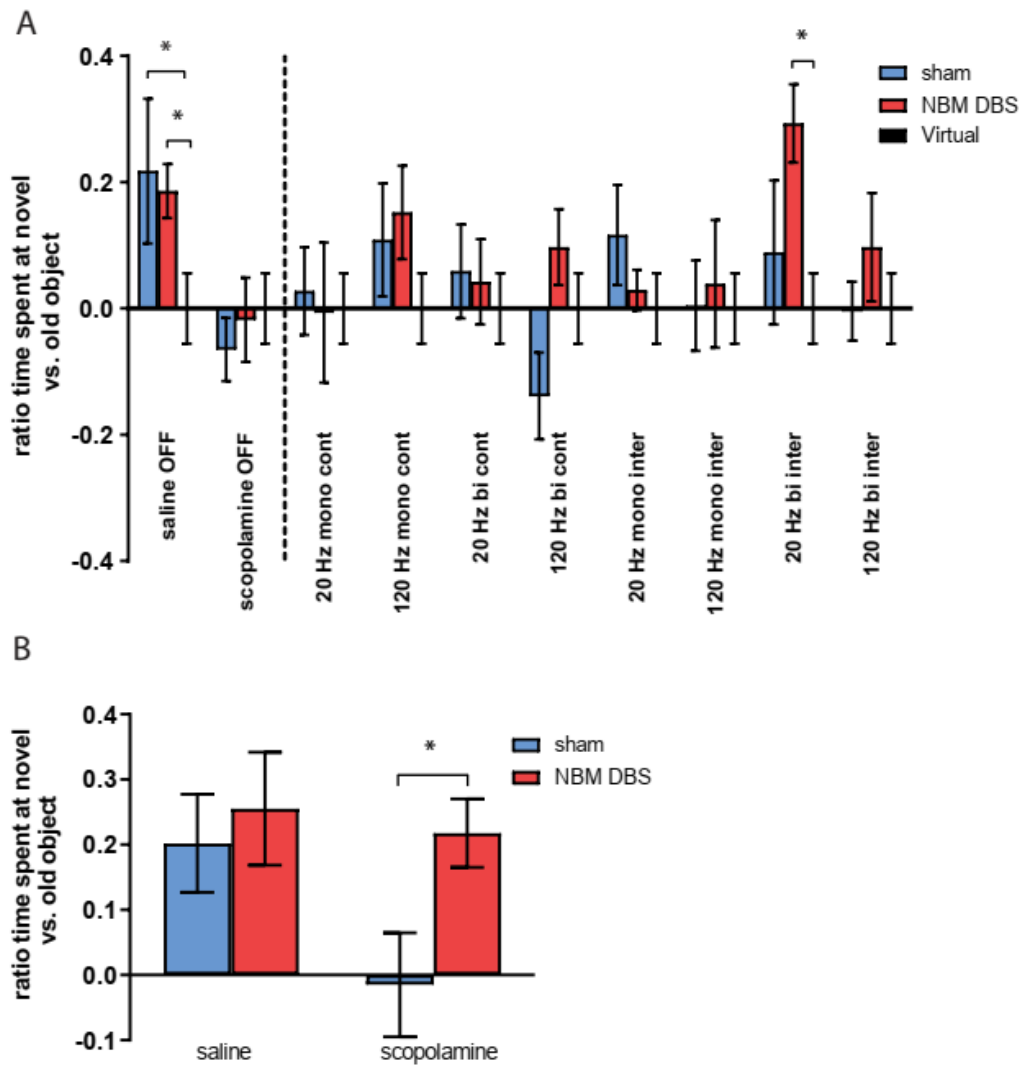 A
ratio time spent at novel
vs. old object
0.4
0.2
0.0
-0.2
-0.4
*
*
*
sham
NBM DBS
Virtual
saline OFF
scopolamine OFF
20 Hz mono cont
120 Hz mono cont
20 Hz bi cont
120 Hz bi cont
20 Hz mono inter
120 Hz mono inter
20 Hz bi inter
120 Hz bi inter
B
ratio time spent at novel
vs. old object
0.4
0.3
0.2
0.1
0.0
-0.1
*
sham
NBM DBS
saline
scopolamine